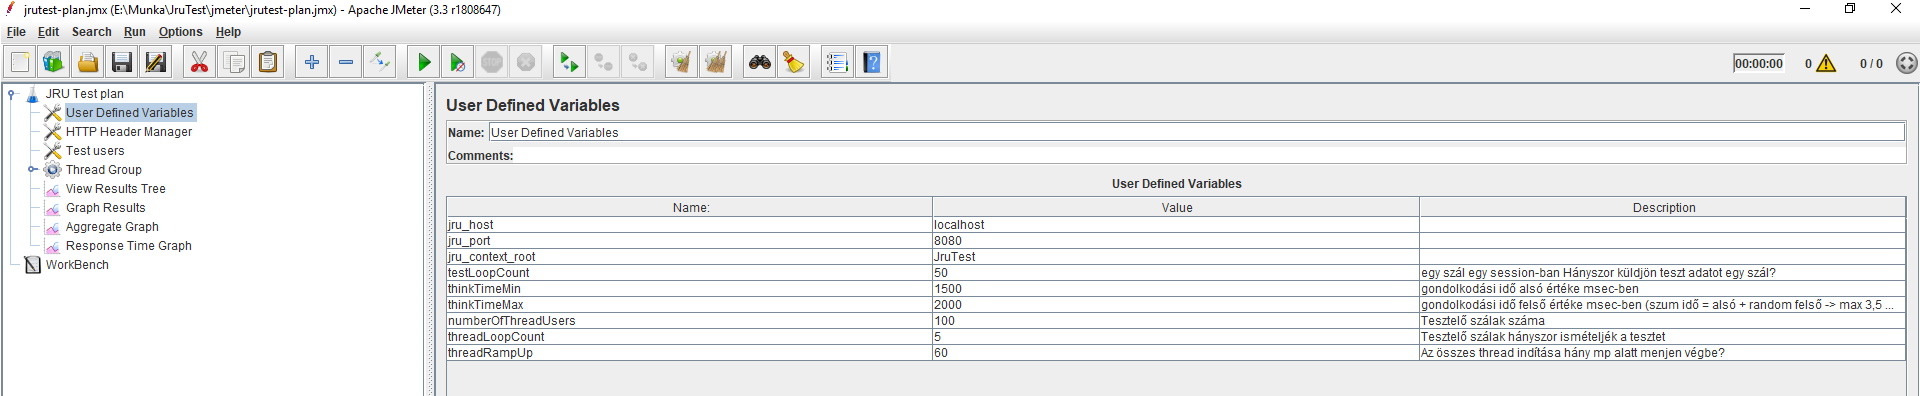 jrutest-plan.jmx (E:\Munka\JruTest\jmeter\jrutest-plan.jmx) - Apache JMeter (3.3 r1808647)
File Edit Search Run Options Help
STOP
00:00:00 0 0 / 0
JRU Test plan
User Defined Variables
HTTP Header Manager
Test users
Thread Group
View Results Tree
Graph Results
Aggregate Graph
Response Time Graph
WorkBench
User Defined Variables
Name: User Defined Variables
Comments:
User Defined Variables
Name: Value Description
jru_host localhost
jru_port 8080
jru_context_root JruTest
testLoopCount 50 egy szál egy session-ban Hányszor küldjön teszt adatot egy szál?
thinkTimeMin 1500 gondolkodási idő alsó értéke msec-ben
thinkTimeMax 2000 gondolkodási idő felső értéke msec-ben (szum idő = alsó + random felső -> max 3,5 ...
numberOfThreadUsers 100 Tesztelő szálak száma
threadLoopCount 5 Tesztelő szálak hányszor ismételjék a tesztet
threadRampUp 60 Az összes thread indítása hány mp alatt menjen végbe?